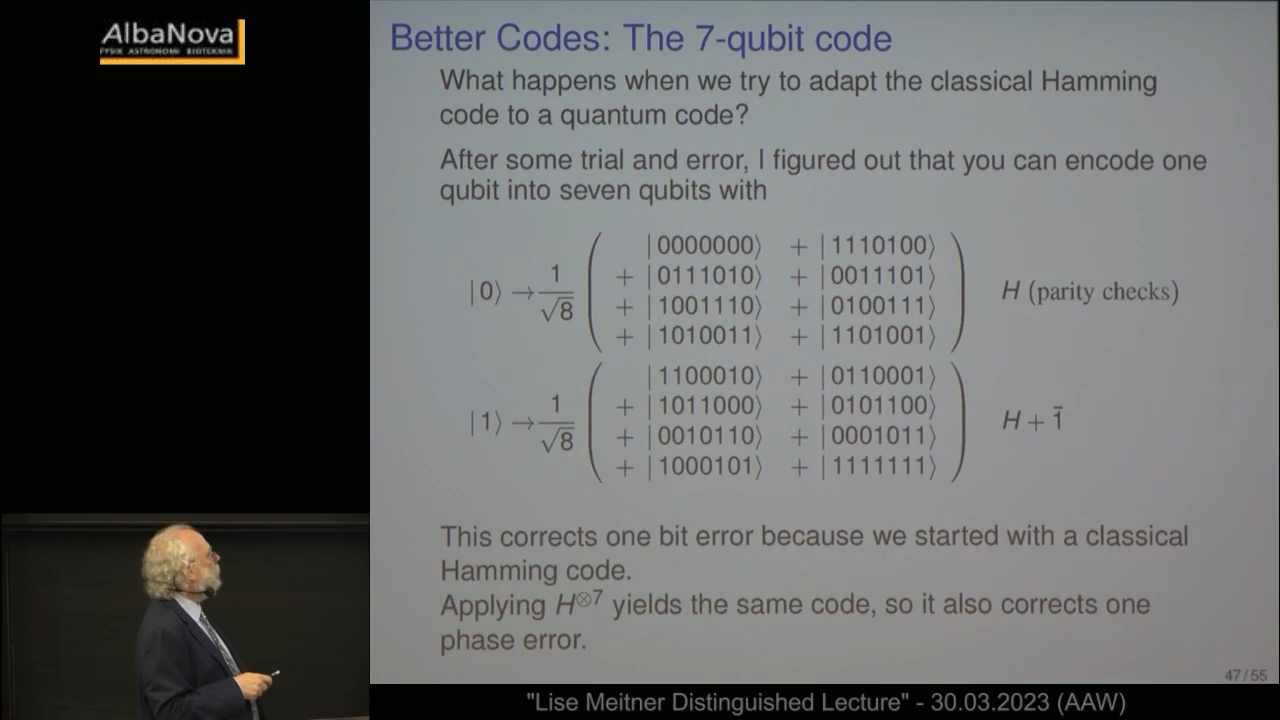 AlbaNova
FYSIK ASTRONOMI BIOTEKNIK
Better Codes: The 7-qubit code
What happens when we try to adapt the classical Hamming
code to a quantum code?
After some trial and error, I figured out that you can encode one
qubit into seven qubits with
|0⟩ → 1/√8 ( |0000000⟩ + |1110100⟩
+ |0111010⟩ + |0011101⟩
+ |1001110⟩ + |0100111⟩
+ |1010011⟩ + |1101001⟩ ) H (parity checks)
|1⟩ → 1/√8 ( |1100010⟩ + |0110001⟩
+ |1011000⟩ + |0101100⟩
+ |0010110⟩ + |0001011⟩
+ |1000101⟩ + |1111111⟩ ) H + 1̄
This corrects one bit error because we started with a classical
Hamming code.
Applying H⊗7 yields the same code, so it also corrects one
phase error.
47/55
"Lise Meitner Distinguished Lecture" - 30.03.2023 (AAW)